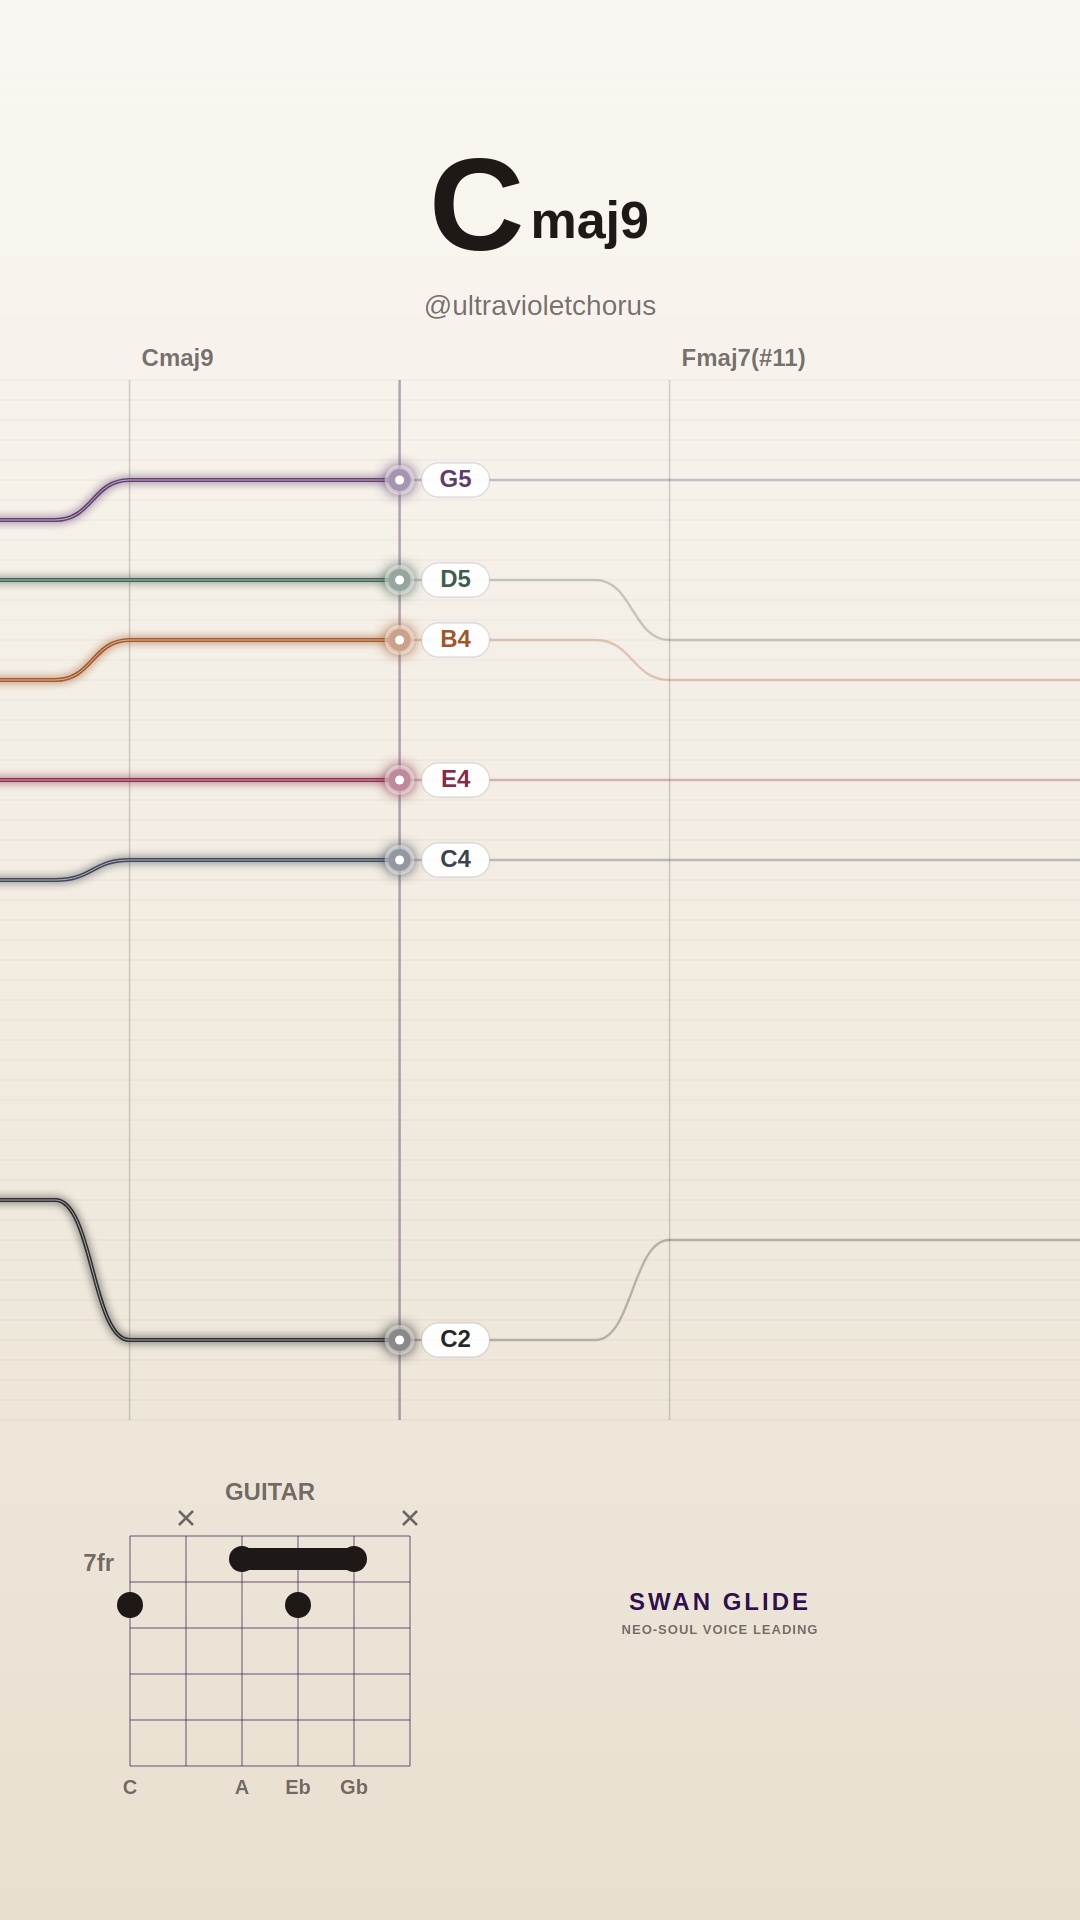 C maj9
@ultravioletchorus
Cmaj9 Fmaj7(#11)
G5
D5
B4
E4
C4
C2
GUITAR
× ×
7fr
C A Eb Gb
SWAN GLIDE
NEO-SOUL VOICE LEADING